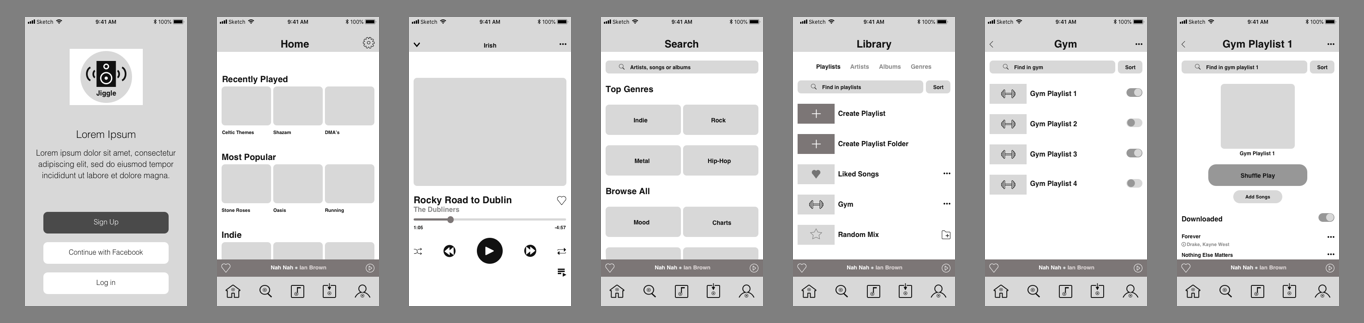 Sketch 9:41 AM 100%
Jiggle
Lorem Ipsum
Lorem ipsum dolor sit amet, consectetur
adipiscing elit, sed do eiusmod tempor
incididunt ut labore et dolore magna.
Sign Up
Continue with Facebook
Log in
Sketch 9:41 AM 100%
Home
Recently Played
Celtic Themes Shazam DMA's
Most Popular
Stone Roses Oasis Running
Indie
Nah Nah • Ian Brown
Sketch 9:41 AM 100%
Irish
Rocky Road to Dublin
The Dubliners
1:05 -4:57
Sketch 9:41 AM 100%
Search
Artists, songs or albums
Top Genres
Indie Rock
Metal Hip-Hop
Browse All
Mood Charts
Nah Nah • Ian Brown
Sketch 9:41 AM 100%
Library
Playlists Artists Albums Genres
Find in playlists Sort
Create Playlist
Create Playlist Folder
Liked Songs
Gym
Random Mix
Nah Nah • Ian Brown
Sketch 9:41 AM 100%
Gym
Find in gym Sort
Gym Playlist 1
Gym Playlist 2
Gym Playlist 3
Gym Playlist 4
Nah Nah • Ian Brown
Sketch 9:41 AM 100%
Gym Playlist 1
Find in gym playlist 1 Sort
Gym Playlist 1
Shuffle Play
Add Songs
Downloaded
Forever
Drake, Kayne West
Nothing Else Matters
Nah Nah • Ian Brown